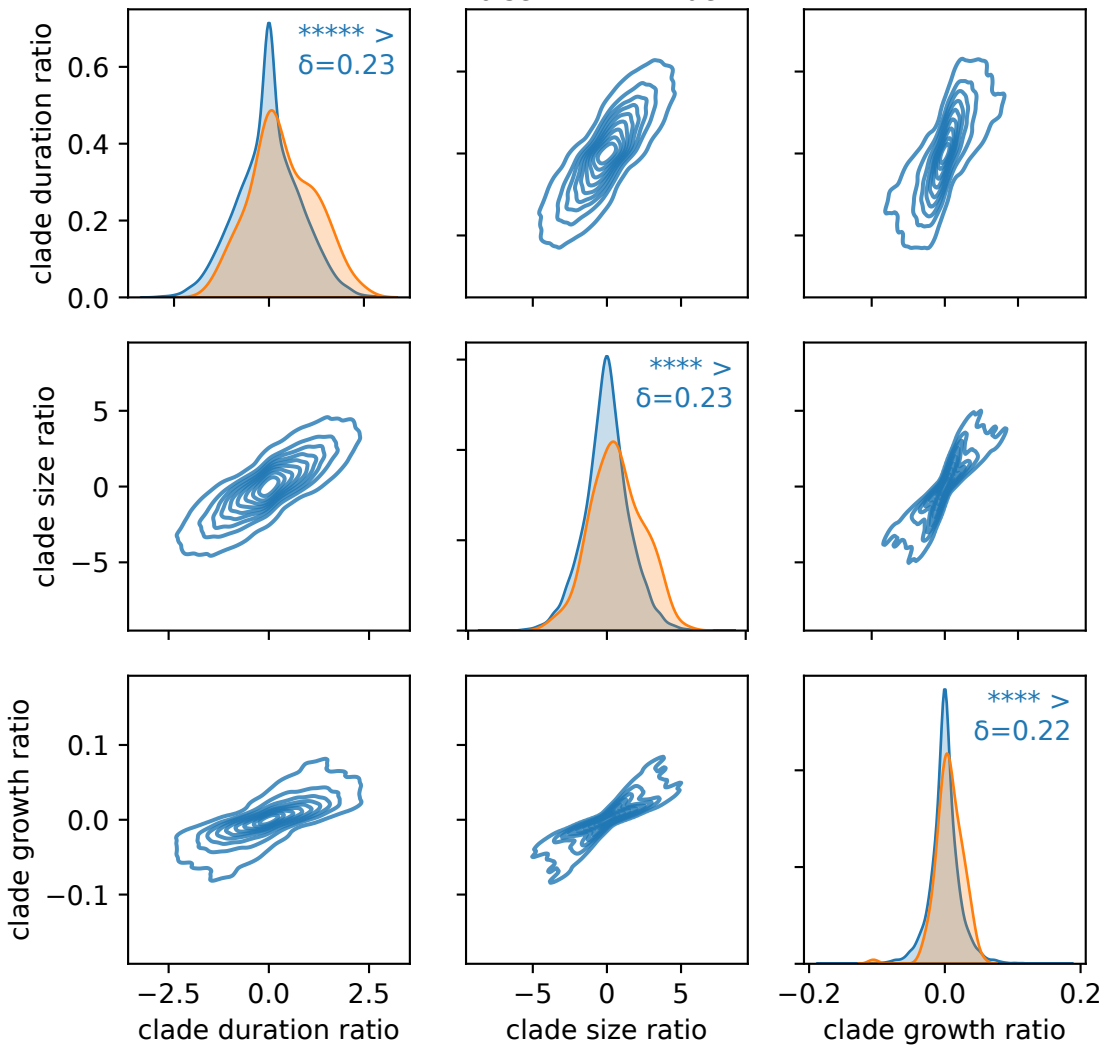 clade duration ratio
0.6
0.4
0.2
0.0
***** >
δ=0.23
clade size ratio
5
0
−5
**** >
δ=0.23
clade growth ratio
0.1
0.0
−0.1
**** >
δ=0.22
−2.5
0.0
2.5
−5
0
5
−0.2
0.0
0.2
clade duration ratio
clade size ratio
clade growth ratio